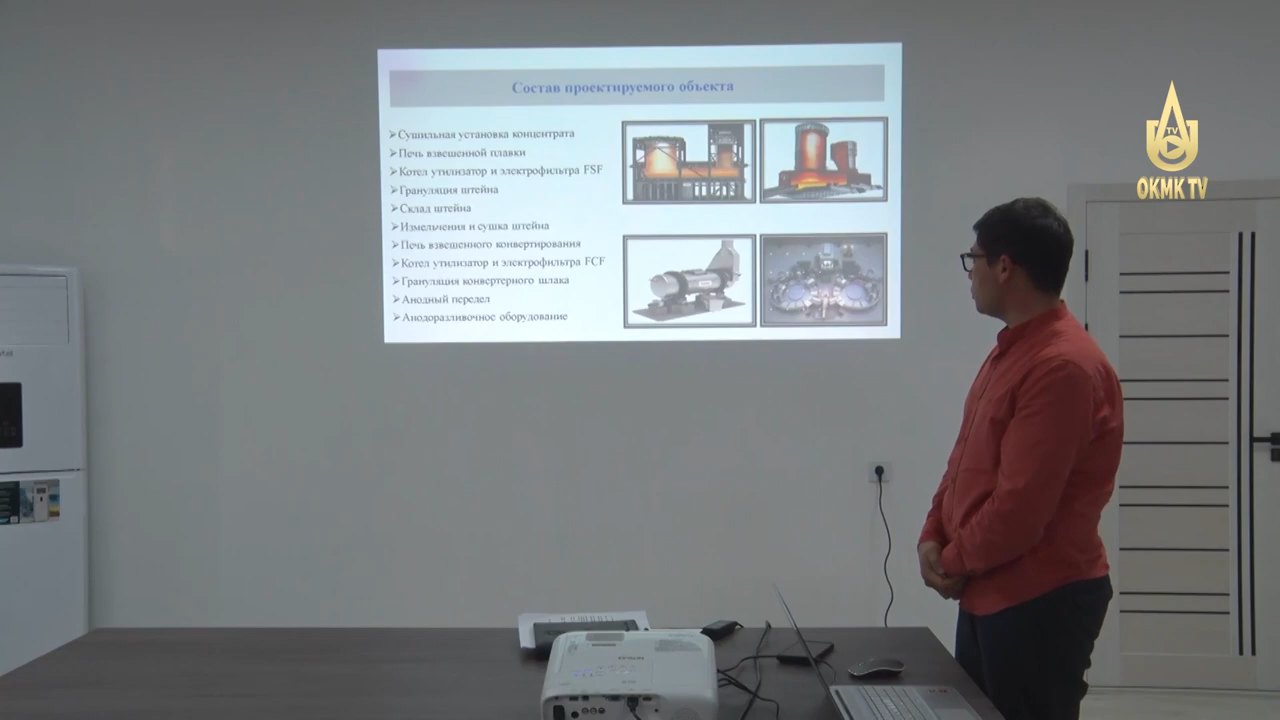 Состав проектируемого объекта
Сушильная установка концентрата
Печь взвешенной плавки
Котел утилизатор и электрофильтра FSF
Грануляция штейна
Склад штейна
Измельчения и сушка штейна
Печь взвешенного конвертирования
Котел утилизатор и электрофильтра FCF
Грануляция конвертерного шлака
Анодный передел
Анодоразливочное оборудование
TV
OKMK TV
EPSON